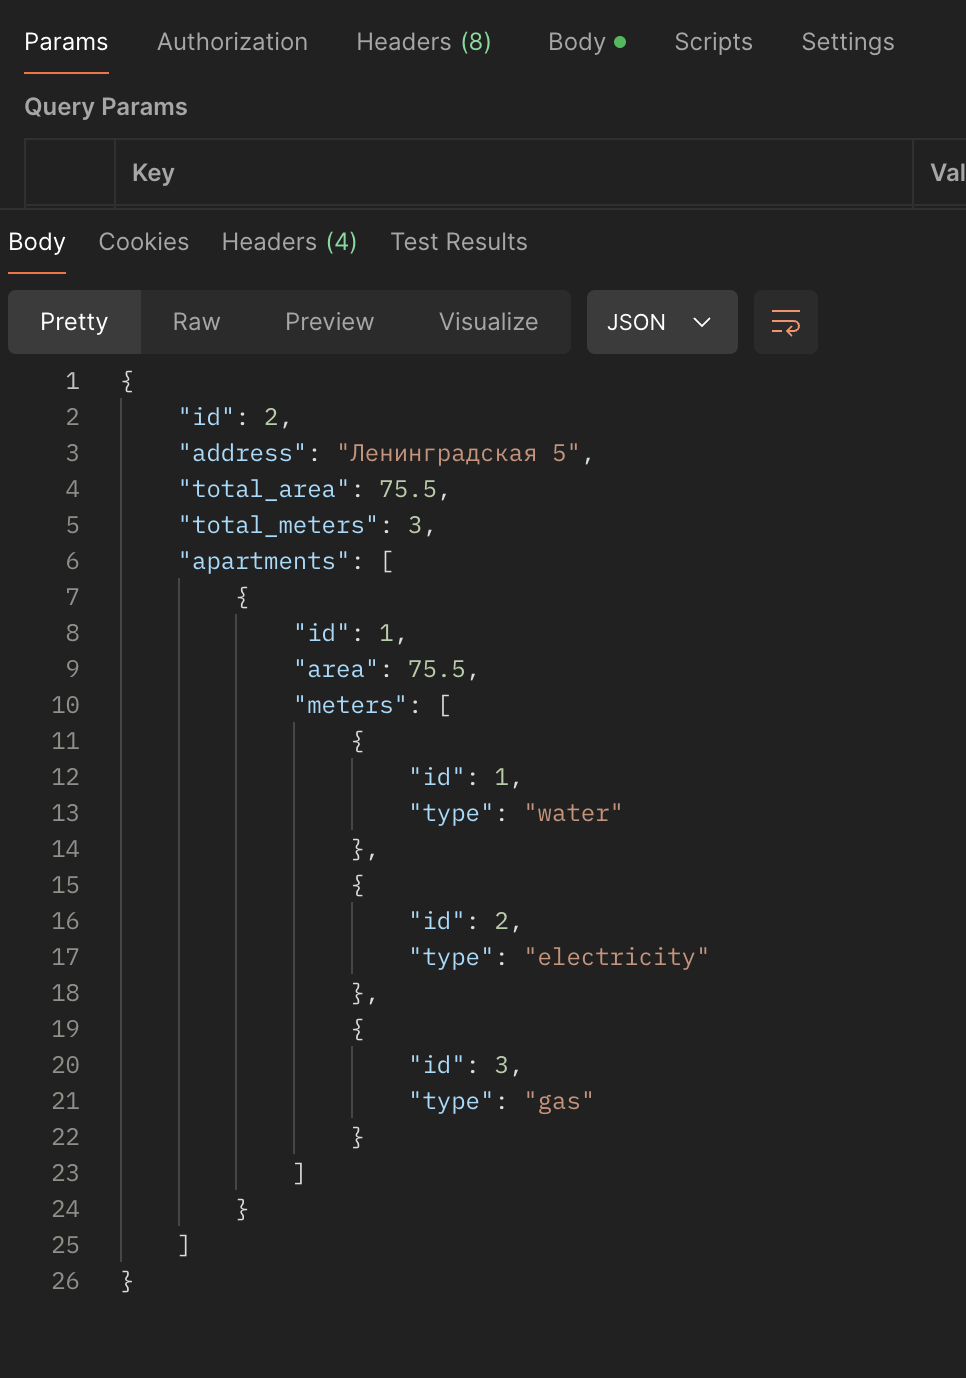 Params Authorization Headers (8) Body Scripts Settings
Query Params
Key Val
Body Cookies Headers (4) Test Results
Pretty Raw Preview Visualize JSON
1 {
2 "id": 2,
3 "address": "Ленинградская 5",
4 "total_area": 75.5,
5 "total_meters": 3,
6 "apartments": [
7 {
8 "id": 1,
9 "area": 75.5,
10 "meters": [
11 {
12 "id": 1,
13 "type": "water"
14 },
15 {
16 "id": 2,
17 "type": "electricity"
18 },
19 {
20 "id": 3,
21 "type": "gas"
22 }
23 ]
24 }
25 ]
26 }